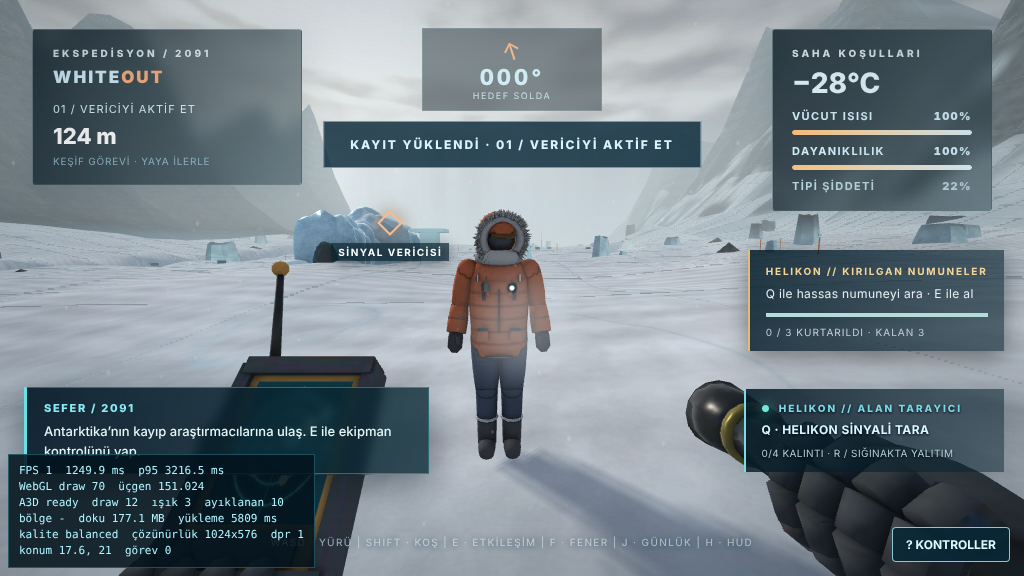 EKSPEDİSYON / 2091
WHITEOUT
01 / VERİCİYİ AKTİF ET
124 m
KEŞİF GÖREVİ · YAYA İLERLE
000°
HEDEF SOLDA
KAYIT YÜKLENDİ · 01 / VERİCİYİ AKTİF ET
SAHA KOŞULLARI
−28°C
VÜCUT ISISI 100%
DAYANIKLILIK 100%
TİPİ ŞİDDETİ 22%
SİNYAL VERİCİSİ
HELIKON // KIRILGAN NUMUNELER
Q ile hassas numuneyi ara · E ile al
0 / 3 KURTARILDI · KALAN 3
SEFER / 2091
Antarktika’nın kayıp araştırmacılarına ulaş. E ile ekipman
kontrolünü yap.
HELIKON // ALAN TARAYICI
Q · HELIKON SİNYALİ TARA
0/4 KALINTI · R / SIĞINAKTA YALITIM
FPS 1 1249.9 ms p95 3216.5 ms
WebGL draw 70 üçgen 151.024
A3D ready draw 12 ışık 3 ayıklanan 10
bölge - doku 177.1 MB yükleme 5809 ms
kalite balanced çözünürlük 1024x576 dpr 1
konum 17.6, 21 görev 0
YÜRÜ | SHIFT · KOŞ | E · ETKİLEŞİM | F · FENER | J · GÜNLÜK | H · HUD
? KONTROLLER